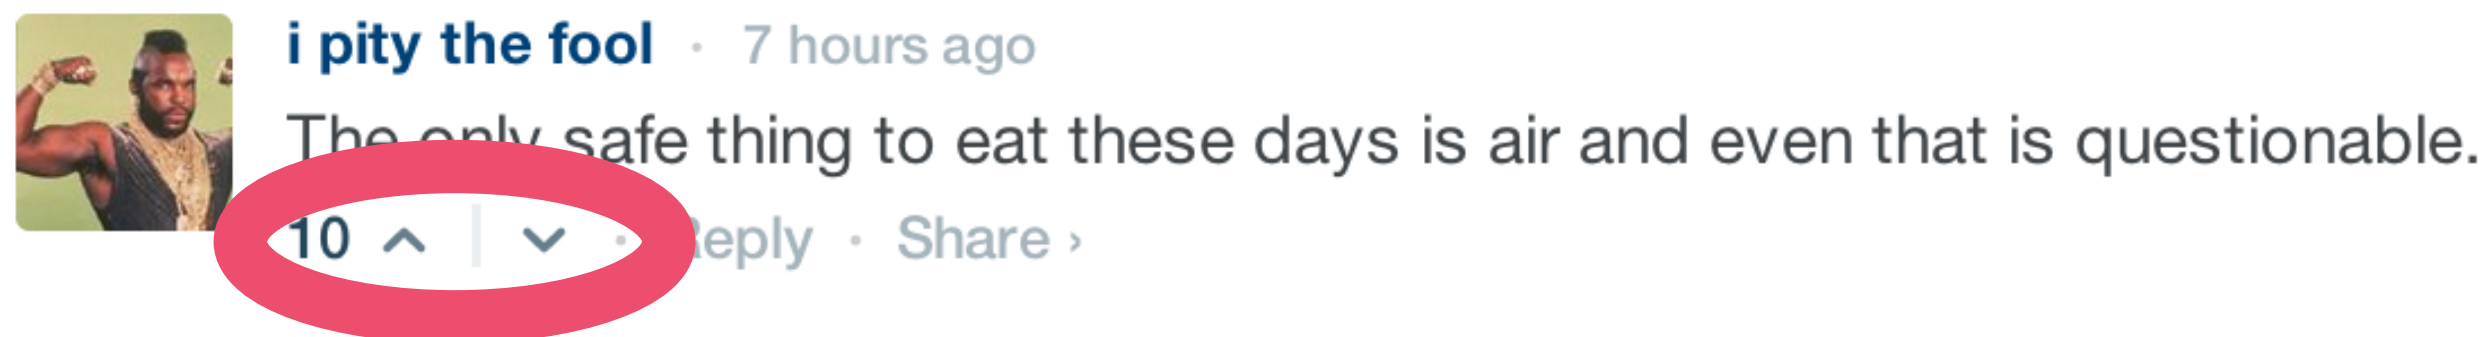 i pity the fool · 7 hours ago
The only safe thing to eat these days is air and even that is questionable.
10 · Reply · Share ›